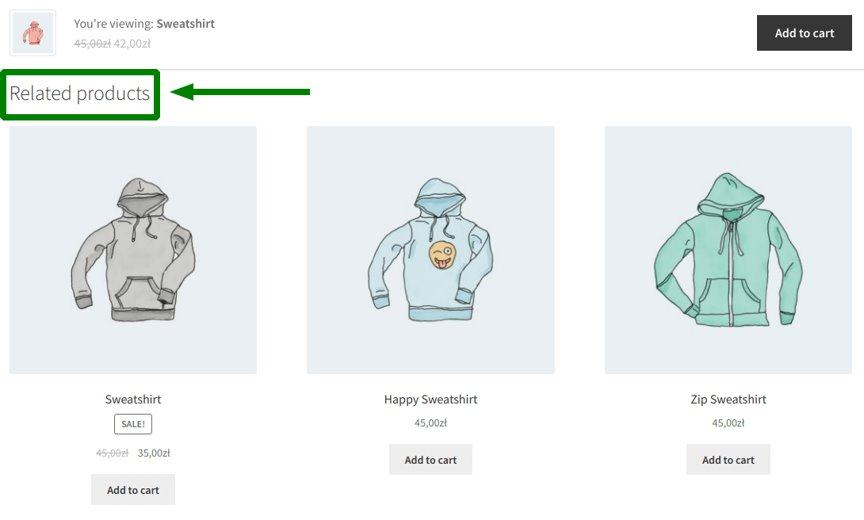 You're viewing: Sweatshirt
45,00zł 42,00zł
Add to cart
Related products
Sweatshirt
SALE!
45,00zł 35,00zł
Add to cart
Happy Sweatshirt
45,00zł
Add to cart
Zip Sweatshirt
45,00zł
Add to cart